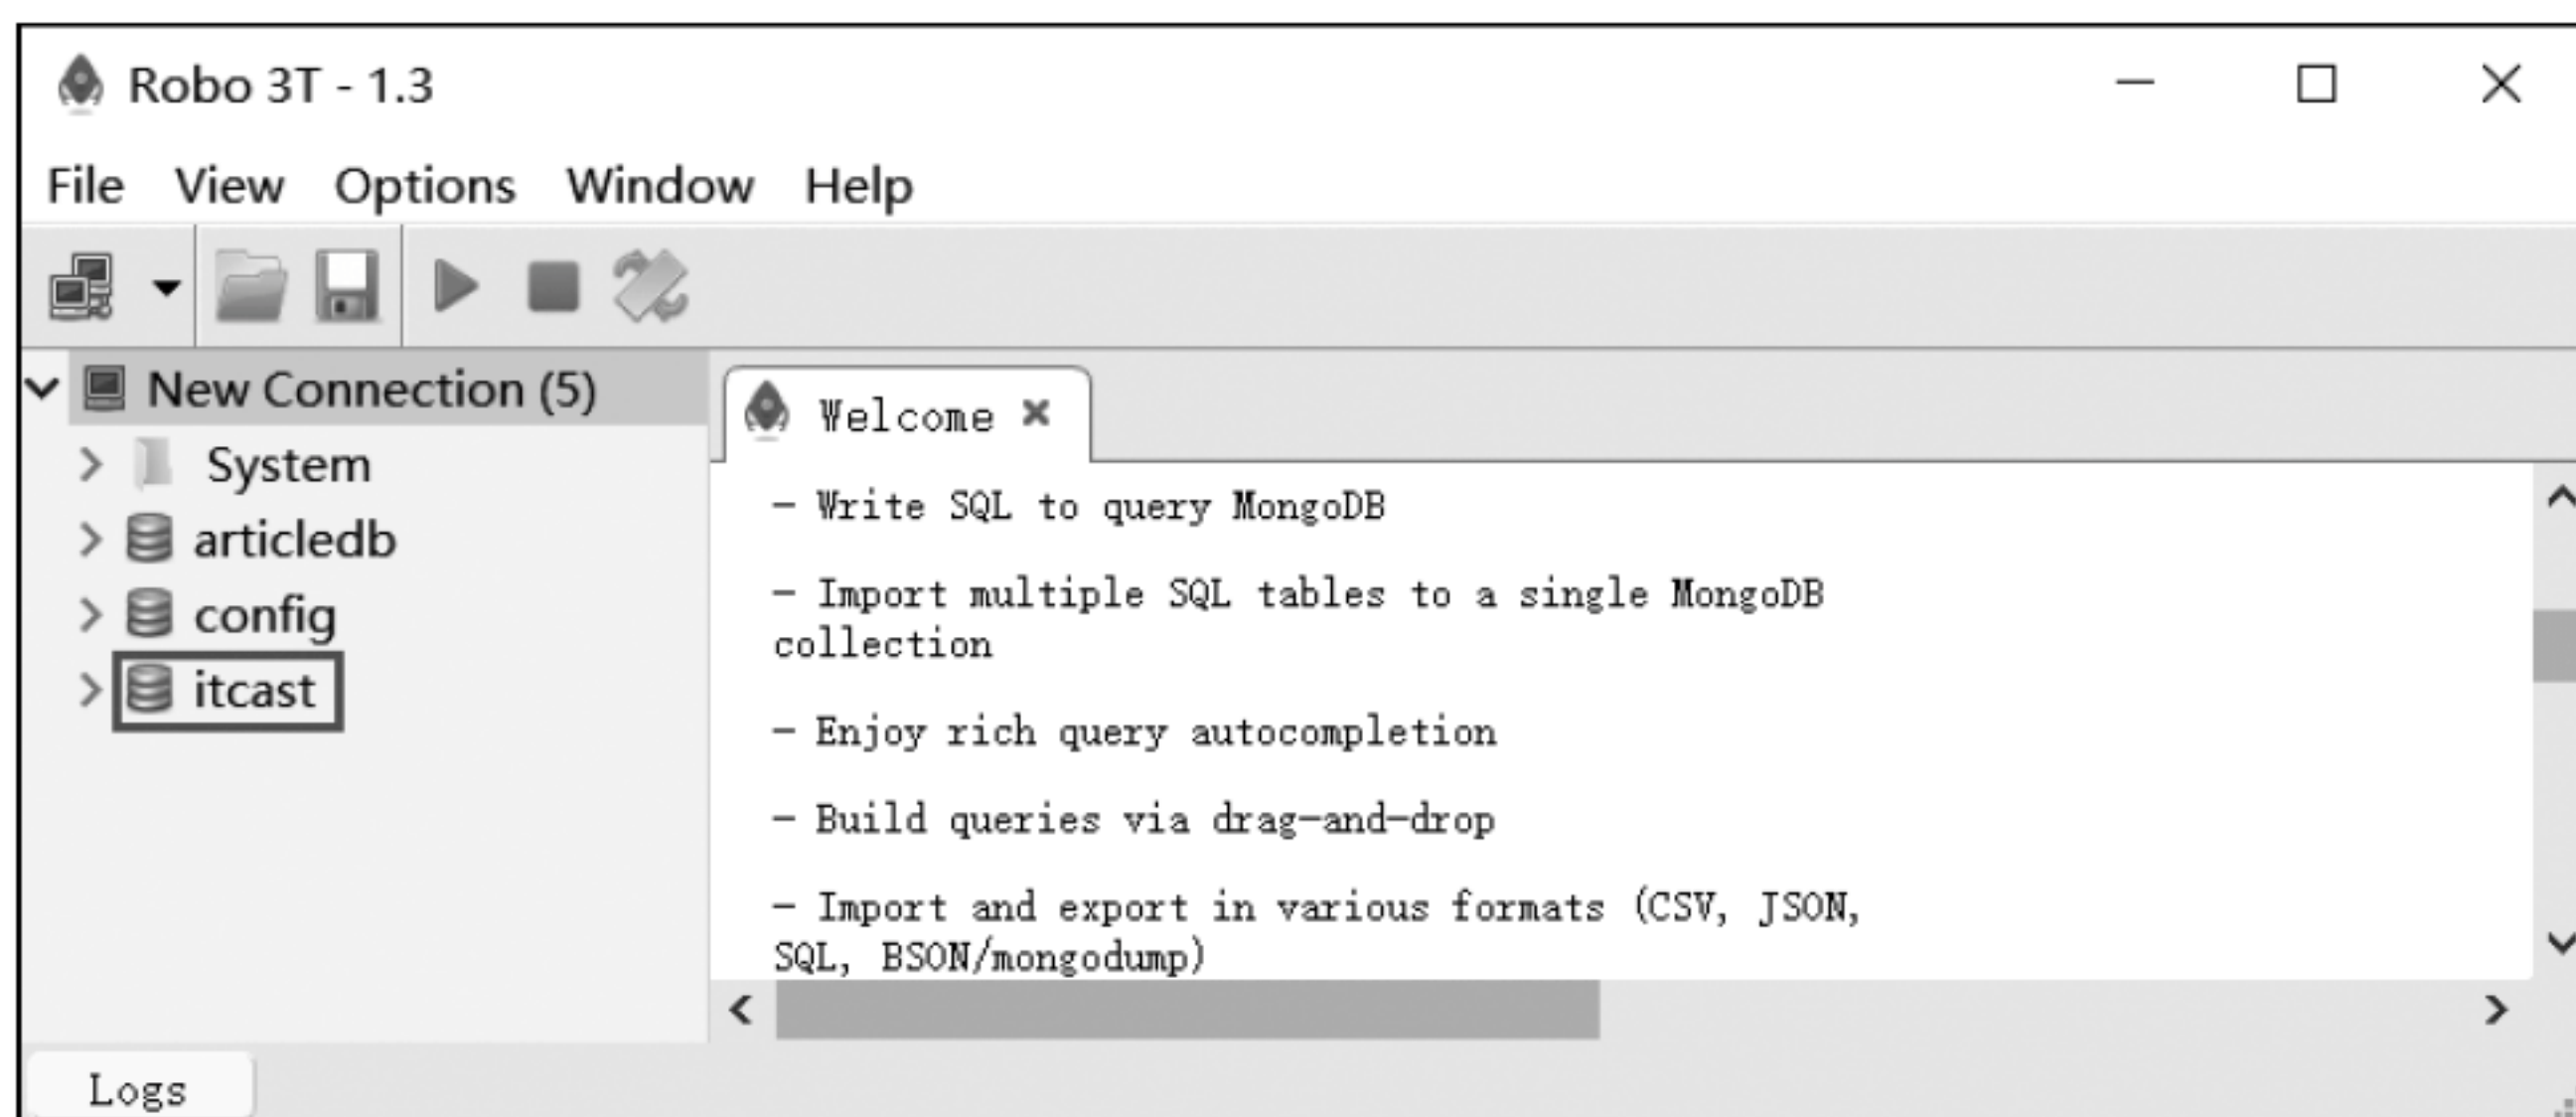 Robo 3T - 1.3
File View Options Window Help
New Connection (5)
System
articledb
config
itcast
Welcome
- Write SQL to query MongoDB
- Import multiple SQL tables to a single MongoDB
collection
- Enjoy rich query autocompletion
- Build queries via drag-and-drop
- Import and export in various formats (CSV, JSON,
SQL, BSON/mongodump)
Logs